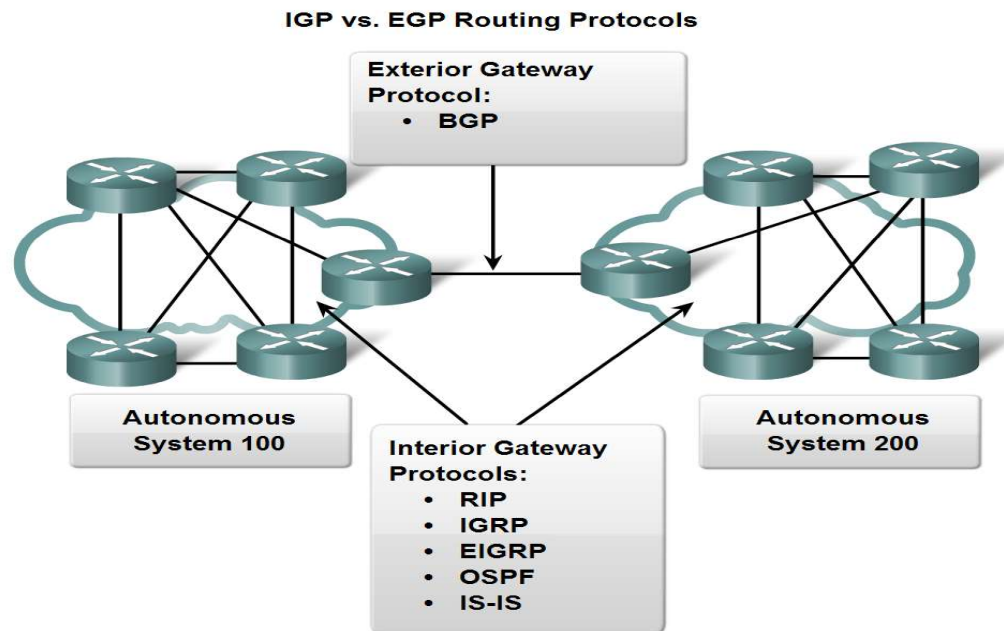 IGP vs. EGP Routing Protocols
Exterior Gateway
Protocol:
• BGP
Autonomous
System 100
Autonomous
System 200
Interior Gateway
Protocols:
• RIP
• IGRP
• EIGRP
• OSPF
• IS-IS